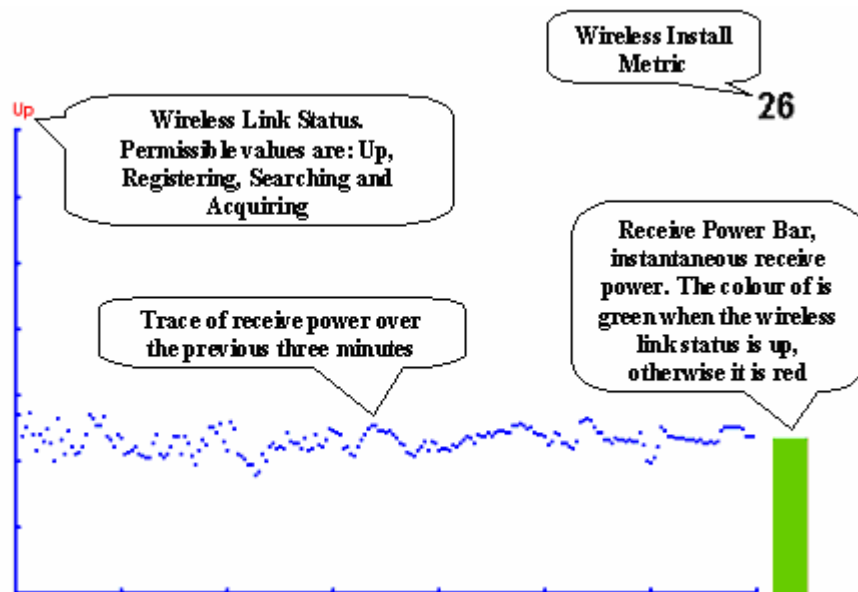 Wireless Install
Metric
26
Up
Wireless Link Status.
Permissible values are: Up,
Registering, Searching and
Acquiring
Receive Power Bar,
instantaneous receive
power. The colour of is
green when the wireless
link status is up,
otherwise it is red
Trace of receive power over
the previous three minutes